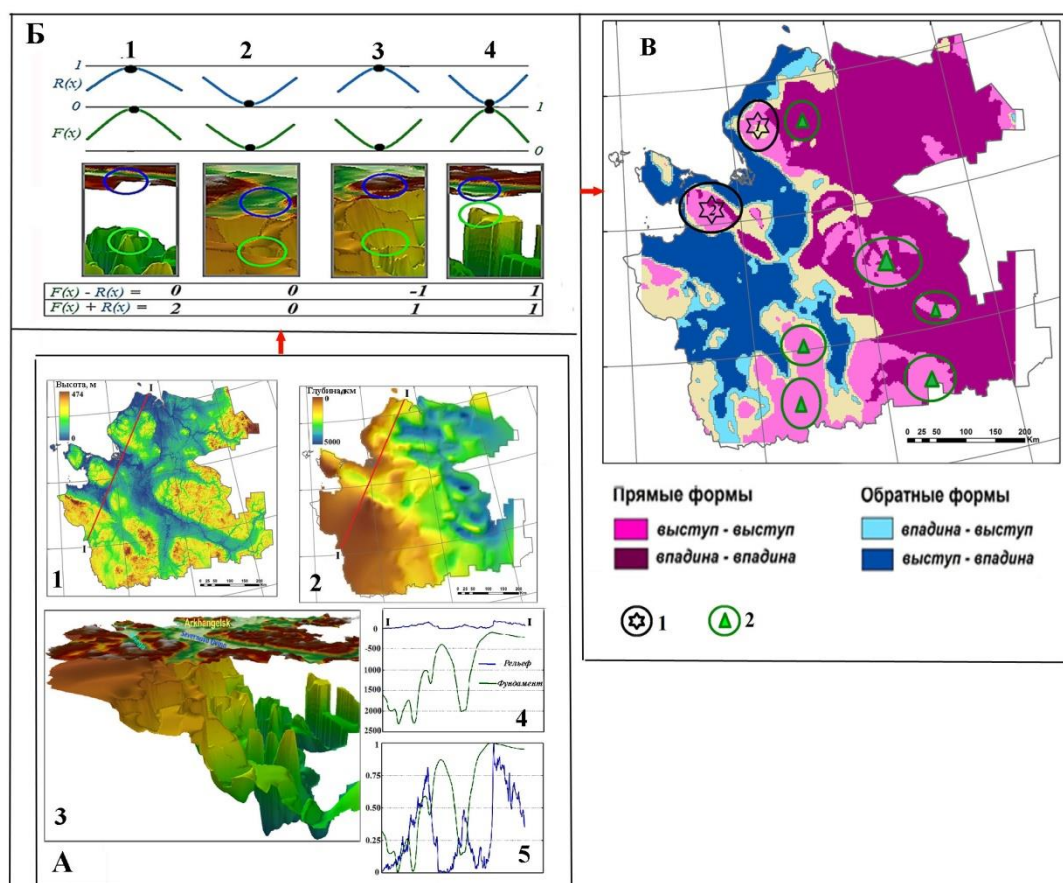 Б
1 2 3 4
1
R(x)
0 1
F(x)
0
F(x) - R(x) = 0 0 -1 1
F(x) + R(x) = 2 0 1 1
В
1
2
0 25 50 100 150 200
Км
Прямые формы
выступ - выступ
впадина - впадина
Обратные формы
впадина - выступ
выступ - впадина
1
2
Высота, м
474
0
I
I
1
Глубина,км
0
5000
I
I
2
Arkhangelsk
3
I I
0
-500
1000
1500
2000
2500
Рельеф
Фундамент
4
1
0.75
0.5
0.25
0
5
А